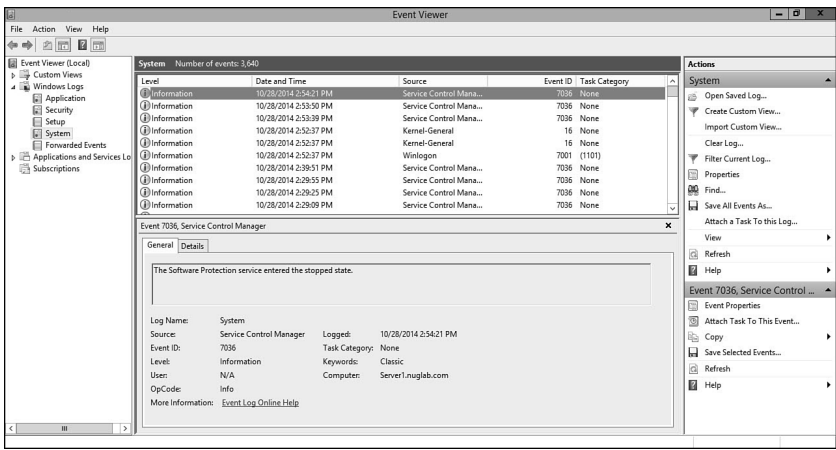 Event Viewer
File Action View Help
Event Viewer (Local)
Custom Views
Windows Logs
Application
Security
Setup
System
Forwarded Events
Applications and Services Lo
Subscriptions
System Number of events: 3,640
Level Date and Time Source Event ID Task Category
Information 10/28/2014 2:54:21 PM Service Control Mana... 7036 None
Information 10/28/2014 2:53:50 PM Service Control Mana... 7036 None
Information 10/28/2014 2:53:39 PM Service Control Mana... 7036 None
Information 10/28/2014 2:52:37 PM Kernel-General 16 None
Information 10/28/2014 2:52:37 PM Kernel-General 16 None
Information 10/28/2014 2:52:37 PM Winlogon 7001 (1101)
Information 10/28/2014 2:39:51 PM Service Control Mana... 7036 None
Information 10/28/2014 2:29:55 PM Service Control Mana... 7036 None
Information 10/28/2014 2:29:25 PM Service Control Mana... 7036 None
Information 10/28/2014 2:29:09 PM Service Control Mana... 7036 None
Event 7036, Service Control Manager
General Details
The Software Protection service entered the stopped state.
Log Name: System
Source: Service Control Manager Logged: 10/28/2014 2:54:21 PM
Event ID: 7036 Task Category: None
Level: Information Keywords: Classic
User: N/A Computer: Server1.nuglab.com
OpCode: Info
More Information: Event Log Online Help
Actions
System
Open Saved Log...
Create Custom View...
Import Custom View...
Clear Log...
Filter Current Log...
Properties
Find...
Save All Events As...
Attach a Task To this Log...
View
Refresh
Help
Event 7036, Service Control ...
Event Properties
Attach Task To This Event...
Copy
Save Selected Events...
Refresh
Help